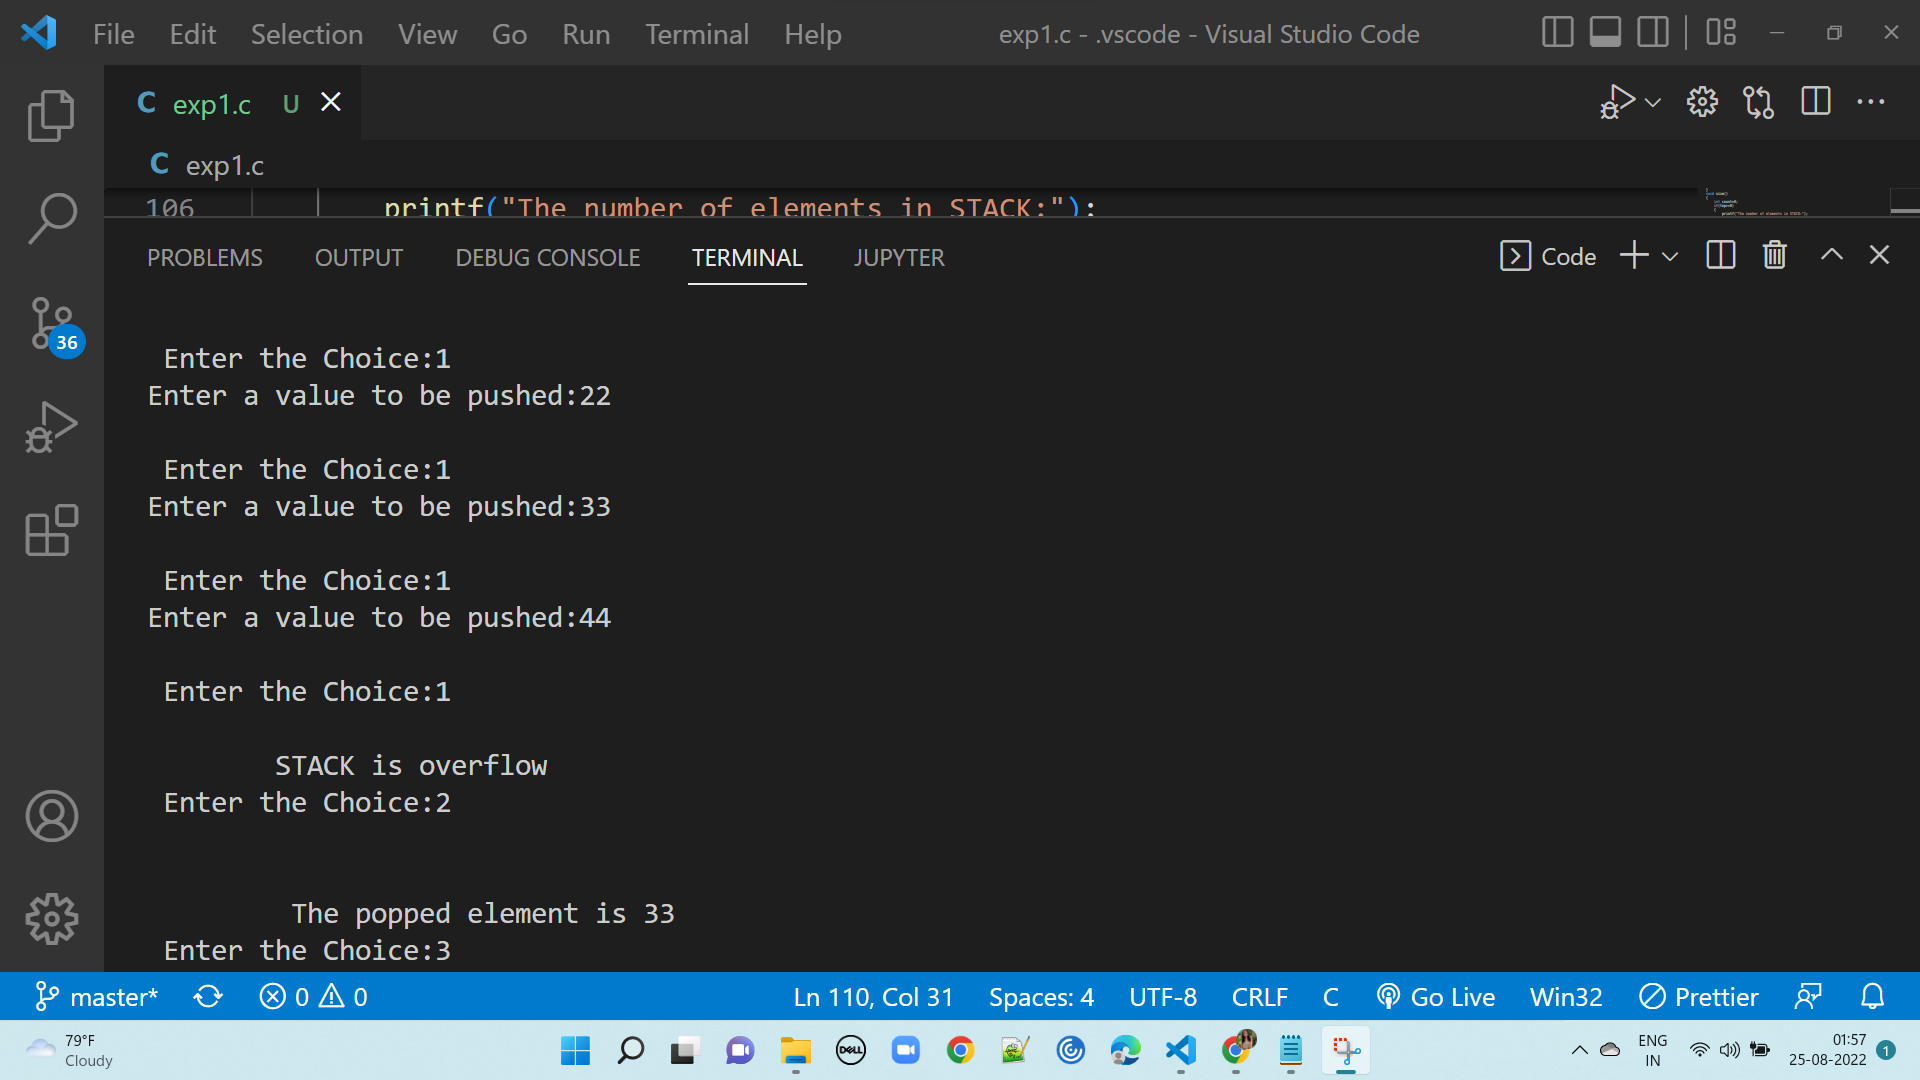 File Edit Selection View Go Run Terminal Help exp1.c - .vscode - Visual Studio Code
C exp1.c U
C exp1.c
106 printf("The number of elements in STACK:");
PROBLEMS OUTPUT DEBUG CONSOLE TERMINAL JUPYTER Code
Enter the Choice:1
Enter a value to be pushed:22
Enter the Choice:1
Enter a value to be pushed:33
Enter the Choice:1
Enter a value to be pushed:44
Enter the Choice:1
STACK is overflow
Enter the Choice:2
The popped element is 33
Enter the Choice:3
36
master* 0 0 Ln 110, Col 31 Spaces: 4 UTF-8 CRLF C Go Live Win32 Prettier
79°F
Cloudy
DELL
ENG
IN
01:57
25-08-2022
1